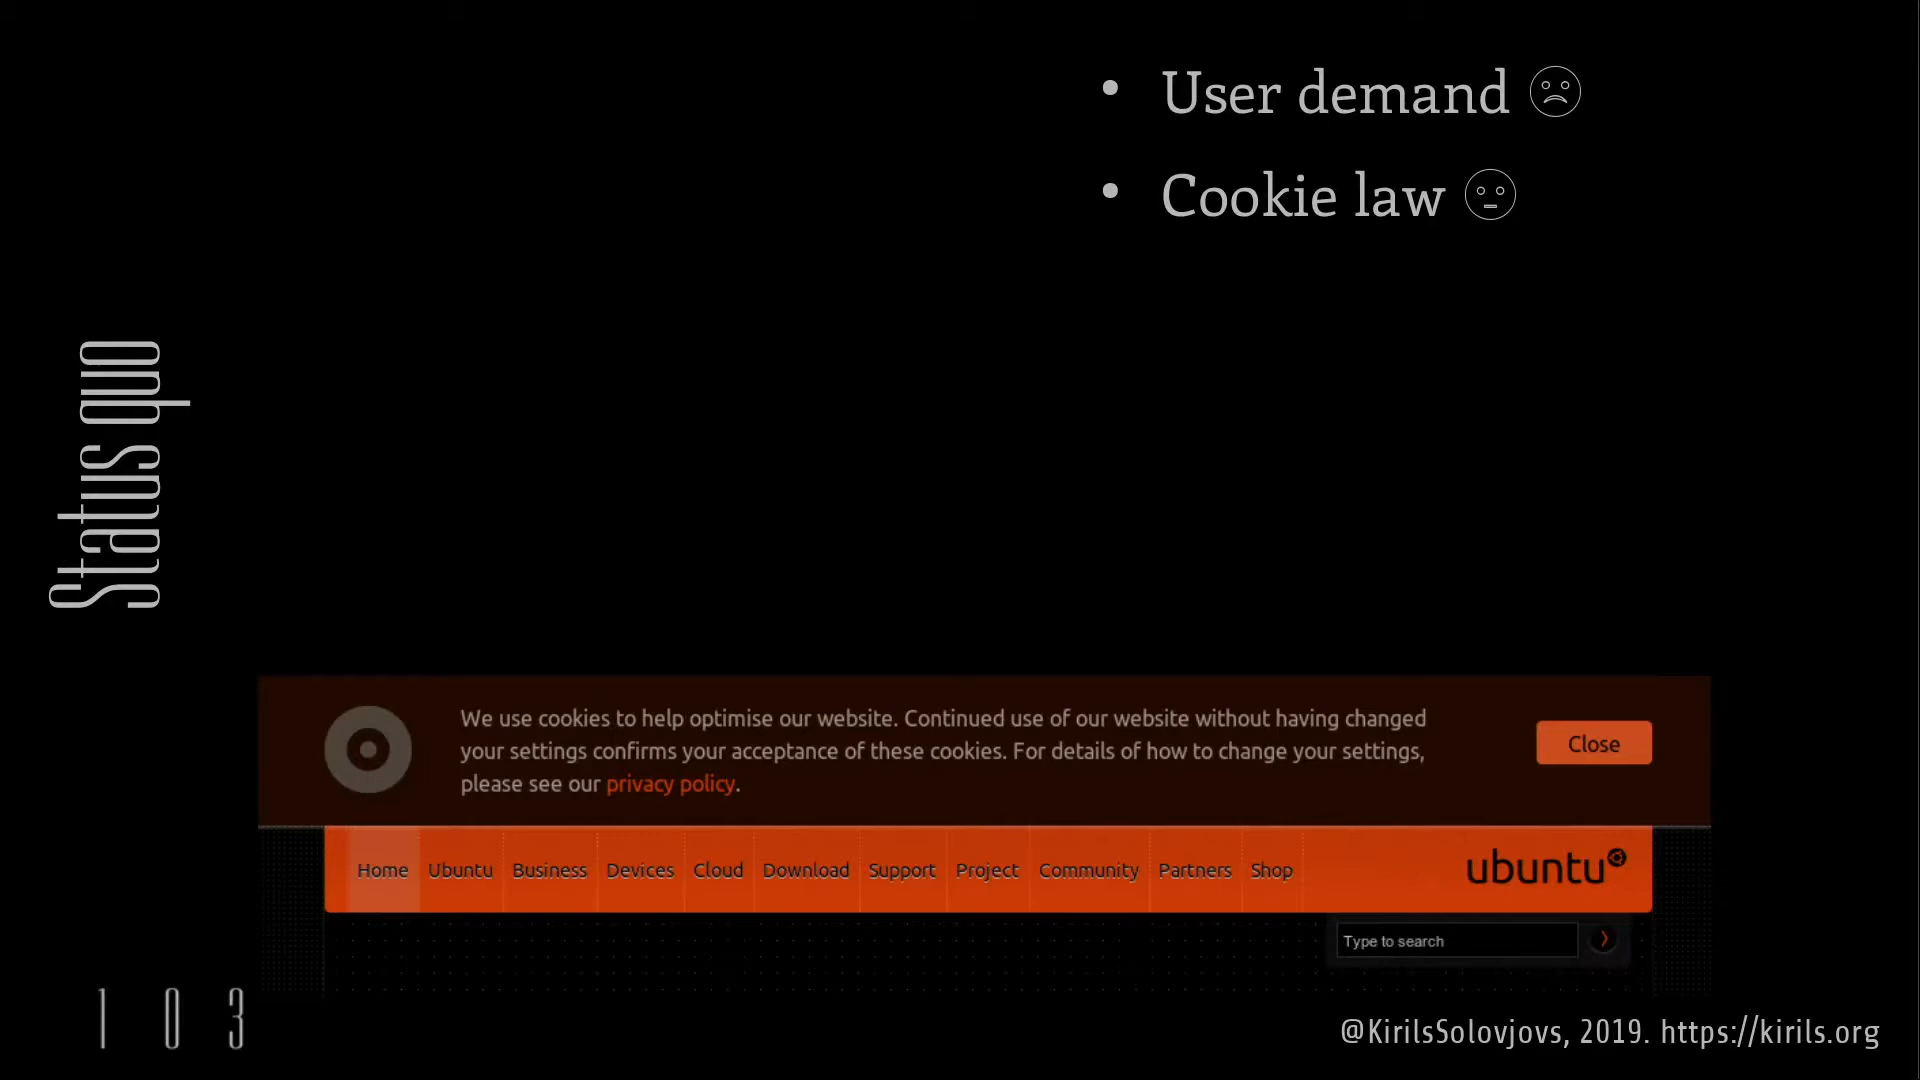 • User demand ☹
• Cookie law 😐
Status quo
We use cookies to help optimise our website. Continued use of our website without having changed
your settings confirms your acceptance of these cookies. For details of how to change your settings,
please see our privacy policy.
Close
Home Ubuntu Business Devices Cloud Download Support Project Community Partners Shop
ubuntu
Type to search
103
@KirilsSolovjovs, 2019. https://kirils.org